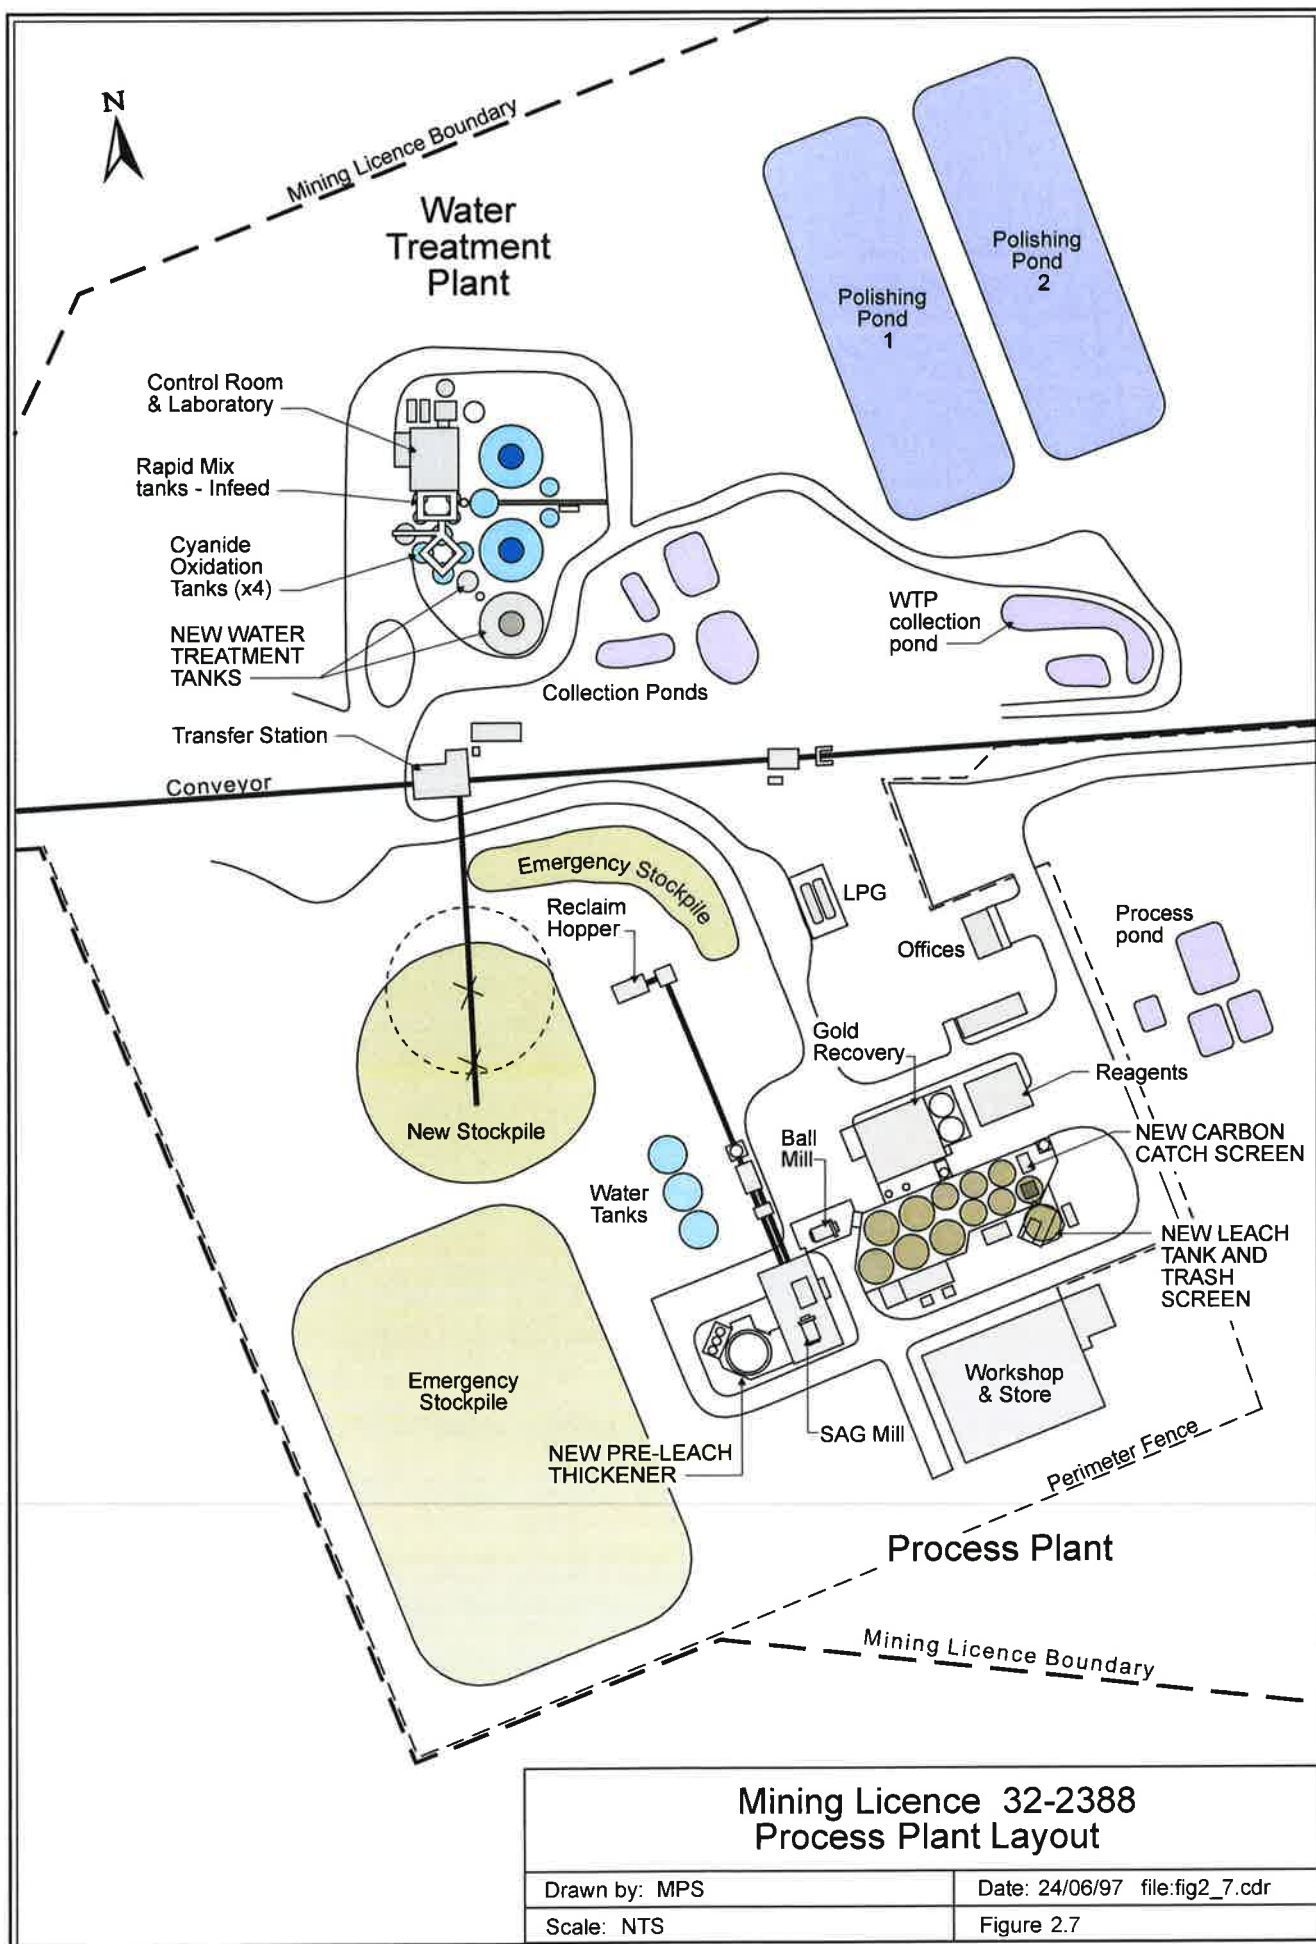 N
Mining Licence Boundary
Water
Treatment
Plant
Polishing
Pond
2
Polishing
Pond
1
Control Room
& Laboratory
Rapid Mix
tanks - Infeed
Cyanide
Oxidation
Tanks (x4)
NEW WATER
TREATMENT
TANKS
WTP
collection
pond
Collection Ponds
Transfer Station
Conveyor
Emergency Stockpile
Reclaim
Hopper
LPG
Offices
Process
pond
Gold
Recovery
Reagents
New Stockpile
Ball
Mill
NEW CARBON
CATCH SCREEN
Water
Tanks
NEW LEACH
TANK AND
TRASH
SCREEN
Emergency
Stockpile
Workshop
& Store
SAG Mill
NEW PRE-LEACH
THICKENER
Perimeter Fence
Process Plant
Mining Licence Boundary
Mining Licence 32-2388
Process Plant Layout
Drawn by: MPS
Date: 24/06/97 file:fig2_7.cdr
Scale: NTS
Figure 2.7